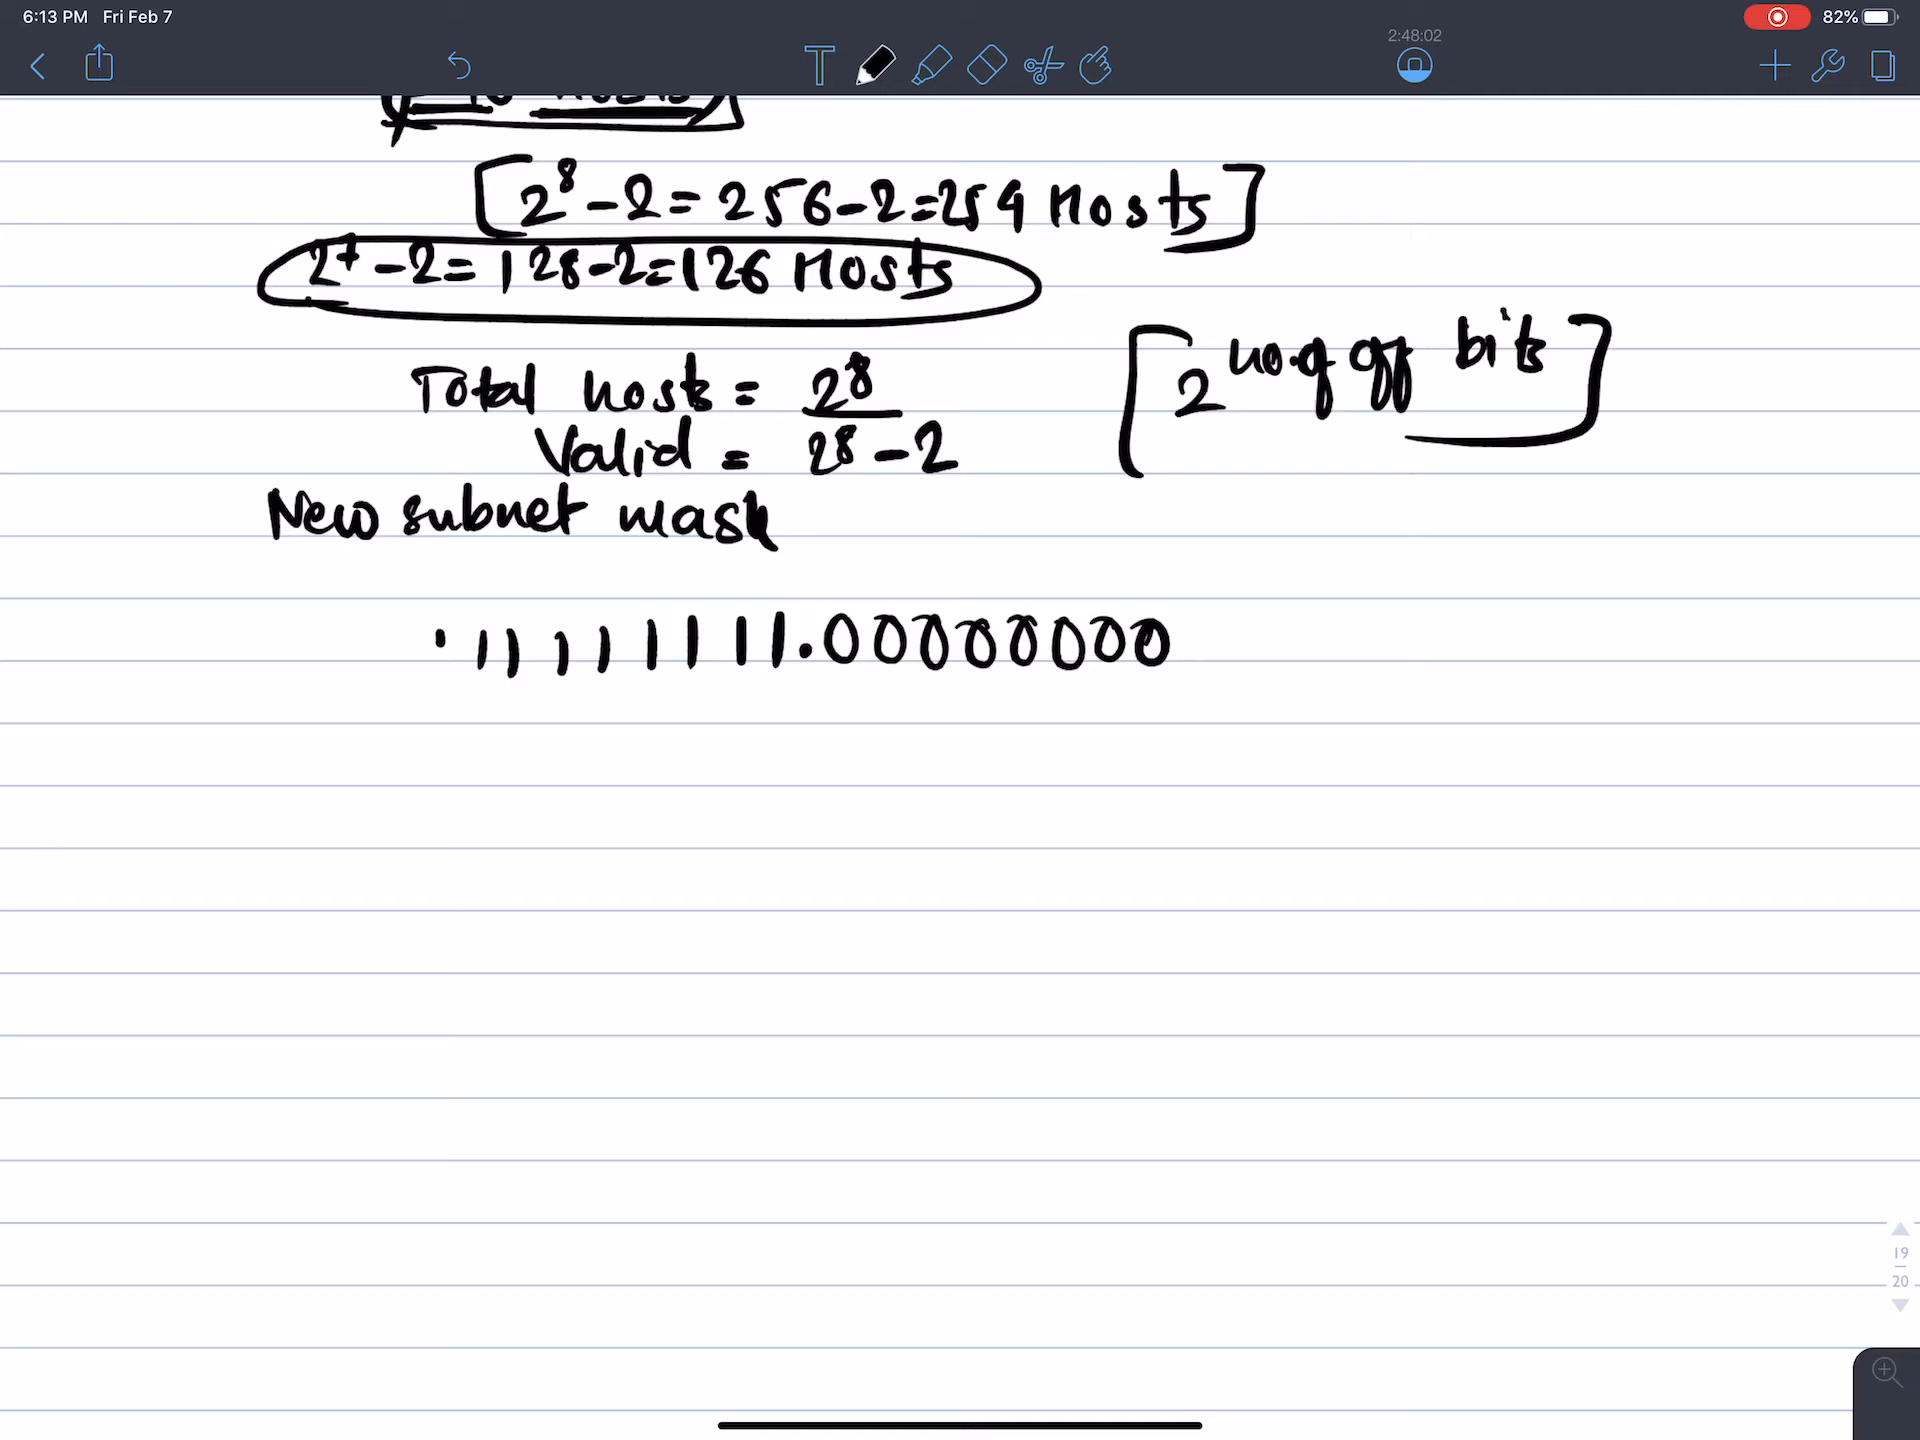 6:13 PM Fri Feb 7
82%
2:48:02
T
[2⁸ - 2 = 256 - 2 = 254 Hosts]
2⁷ - 2 = 128 - 2 = 126 Hosts
Total hosts = 2⁸
[2^no.of off bits]
Valid = 2⁸ - 2
New subnet mask
.11111111.00000000
19
20